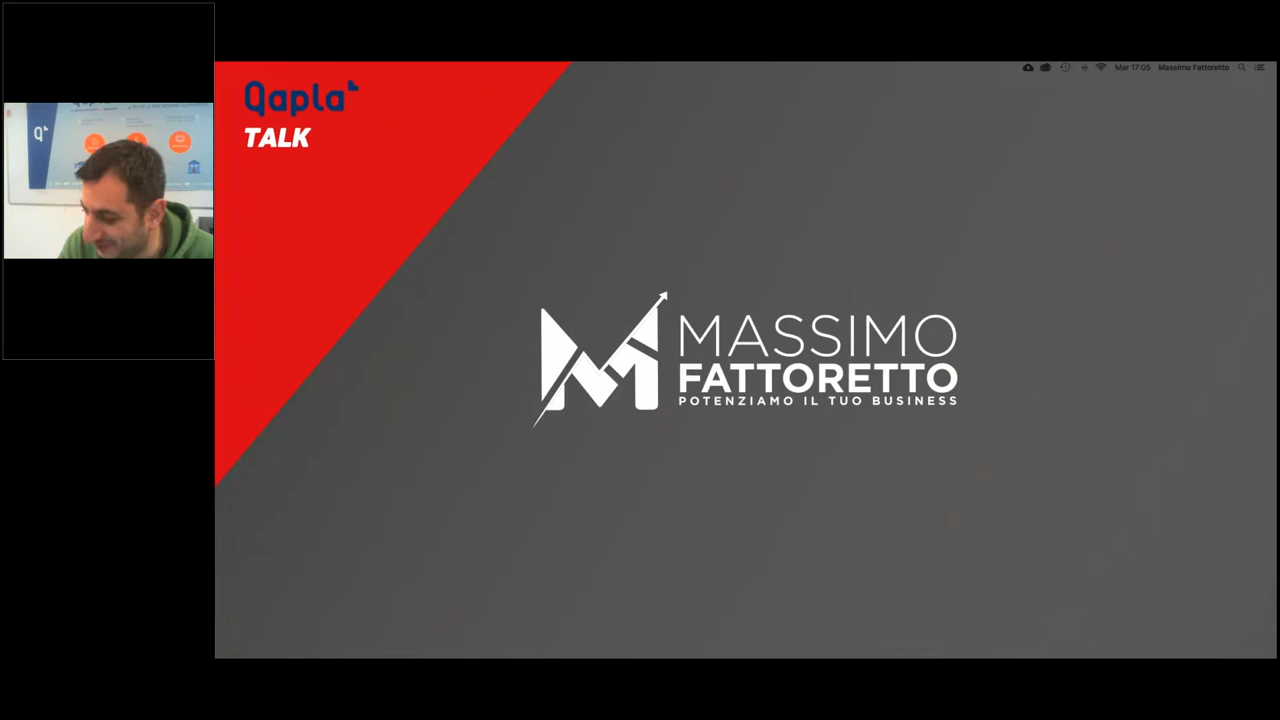 Qapla'
TALK
Mar 17:05 Massimo Fattoretto
MASSIMO
FATTORETTO
POTENZIAMO IL TUO BUSINESS